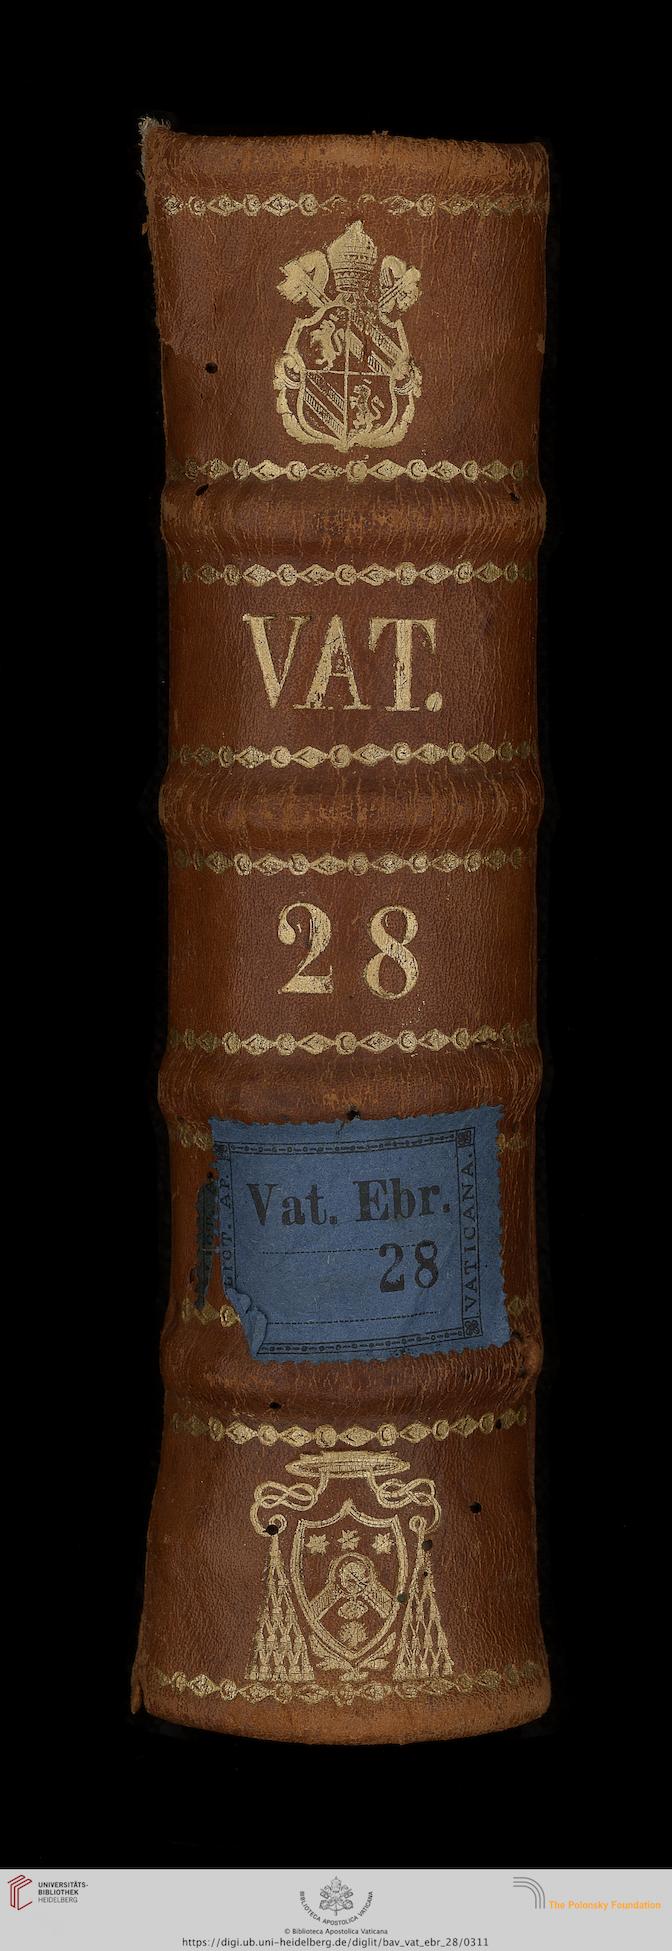 VAT.
28
Vat. Ebr.
28
VATICANA.
UNIVERSITÄTS-
BIBLIOTHEK
HEIDELBERG
BIBLIOTECA APOSTOLICA VATICANA
The Polonsky Foundation
© Biblioteca Apostolica Vaticana
https://digi.ub.uni-heidelberg.de/diglit/bav_vat_ebr_28/0311